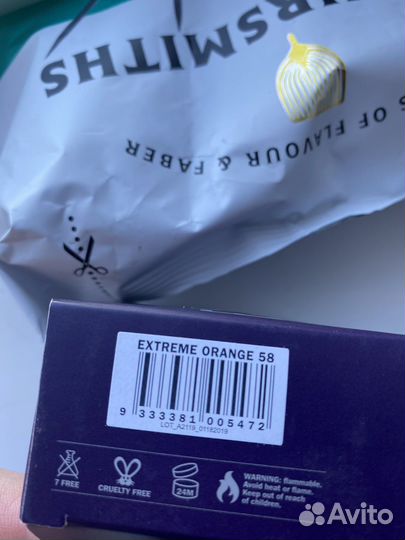 OF FLAVOUR & FABER
EXTREME ORANGE 58
9 333381 005472
LOT_A2119_01182019
7 FREE
CRUELTY FREE
24M
WARNING: flammable.
Avoid heat or flame.
Keep out of reach
of children.
Avito